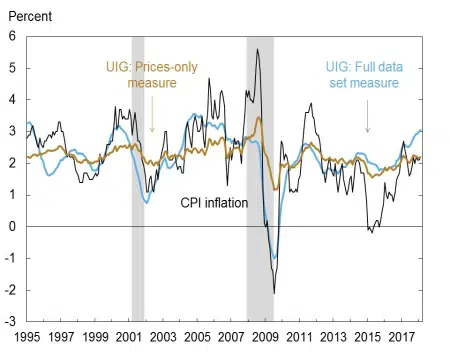 Percent
6
5
4
3
2
1
0
-1
-2
-3
UIG: Prices-only
measure
UIG: Full data
set measure
CPI inflation
1995 1997 1999 2001 2003 2005 2007 2009 2011 2013 2015 2017